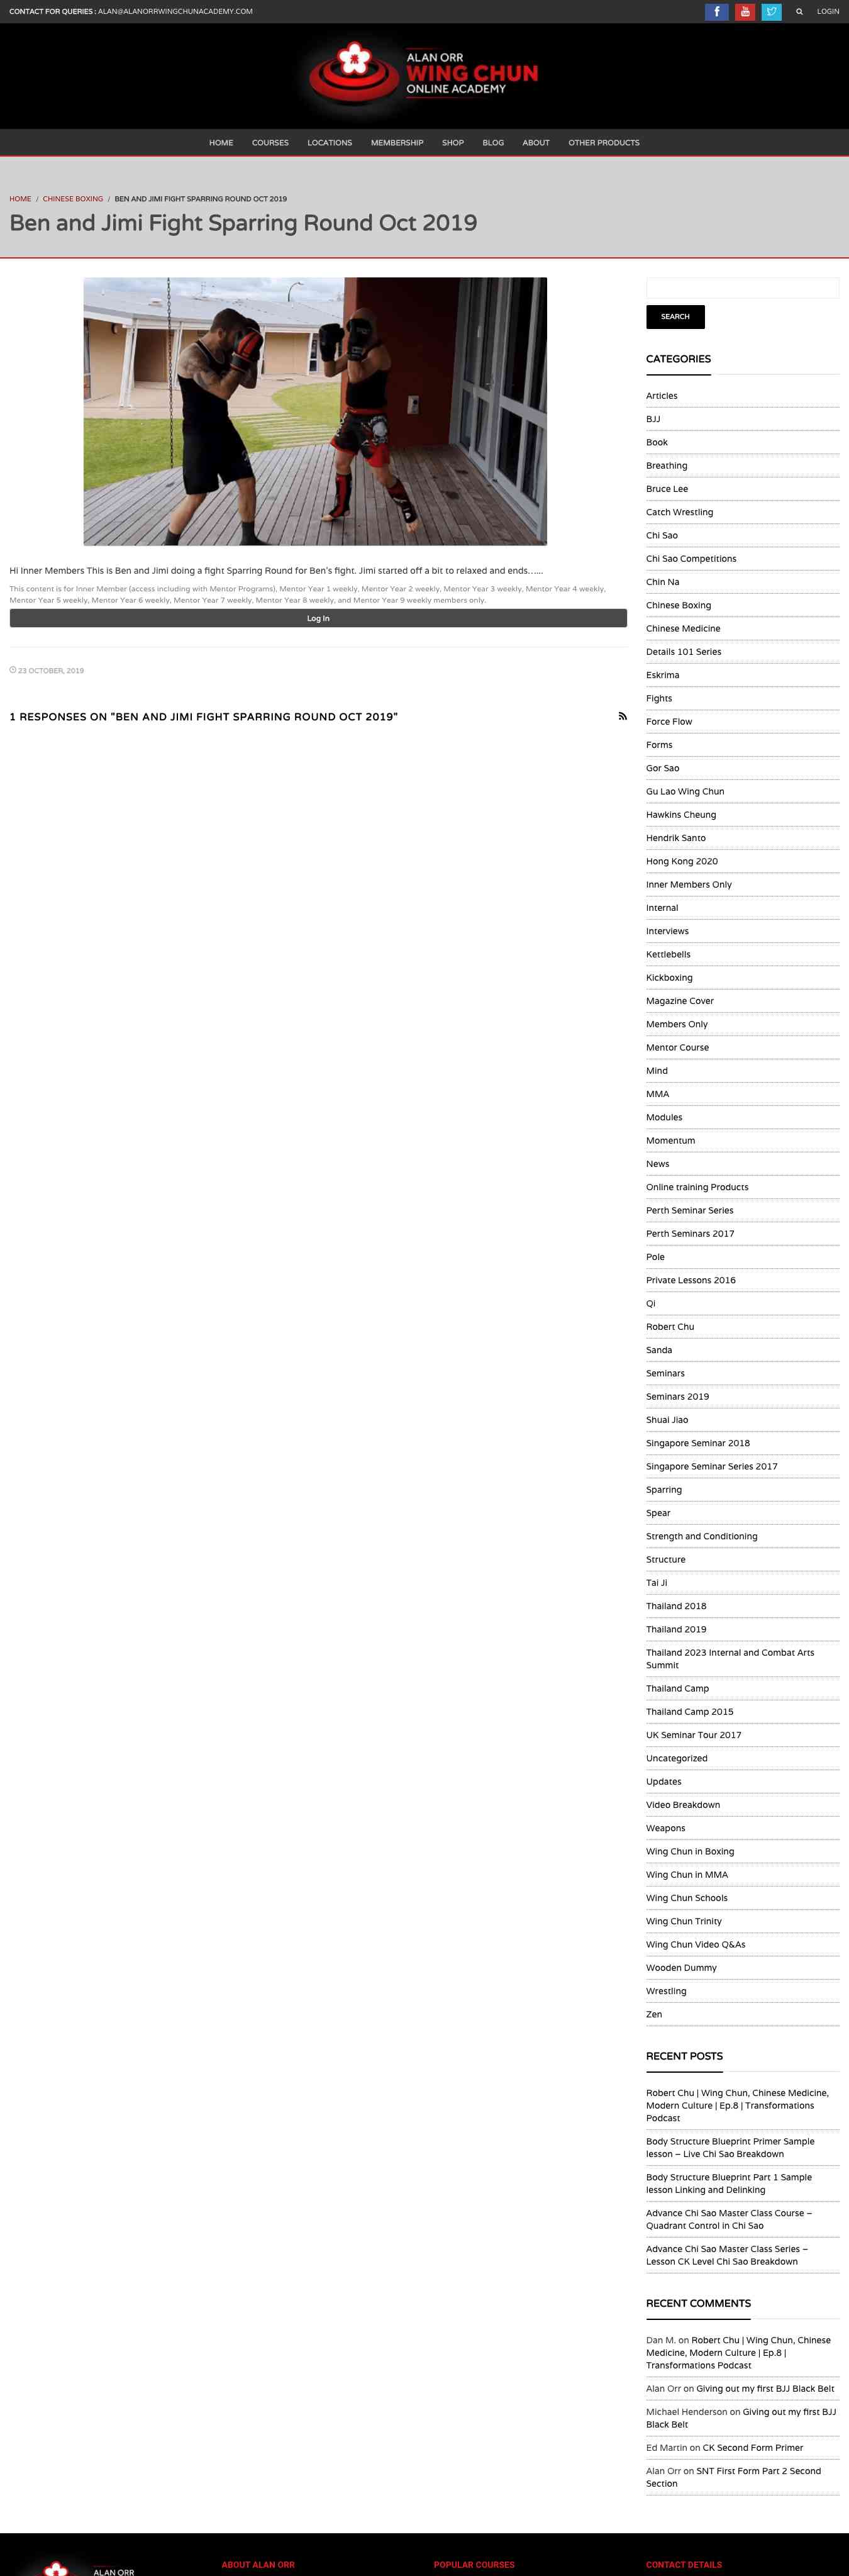 CONTACT FOR QUERIES : ALAN@ALANORRWINGCHUNACADEMY.COM
LOGIN
ALAN ORR
WING CHUN
ONLINE ACADEMY
HOME COURSES LOCATIONS MEMBERSHIP SHOP BLOG ABOUT OTHER PRODUCTS
HOME / CHINESE BOXING / BEN AND JIMI FIGHT SPARRING ROUND OCT 2019
Ben and Jimi Fight Sparring Round Oct 2019
Hi Inner Members This is Ben and Jimi doing a fight Sparring Round for Ben's fight. Jimi started off a bit to relaxed and ends…...
This content is for Inner Member (access including with Mentor Programs), Mentor Year 1 weekly, Mentor Year 2 weekly, Mentor Year 3 weekly, Mentor Year 4 weekly,
Mentor Year 5 weekly, Mentor Year 6 weekly, Mentor Year 7 weekly, Mentor Year 8 weekly, and Mentor Year 9 weekly members only.
Log In
23 OCTOBER, 2019
1 RESPONSES ON "BEN AND JIMI FIGHT SPARRING ROUND OCT 2019"
SEARCH
CATEGORIES
Articles
BJJ
Book
Breathing
Bruce Lee
Catch Wrestling
Chi Sao
Chi Sao Competitions
Chin Na
Chinese Boxing
Chinese Medicine
Details 101 Series
Eskrima
Fights
Force Flow
Forms
Gor Sao
Gu Lao Wing Chun
Hawkins Cheung
Hendrik Santo
Hong Kong 2020
Inner Members Only
Internal
Interviews
Kettlebells
Kickboxing
Magazine Cover
Members Only
Mentor Course
Mind
MMA
Modules
Momentum
News
Online training Products
Perth Seminar Series
Perth Seminars 2017
Pole
Private Lessons 2016
Qi
Robert Chu
Sanda
Seminars
Seminars 2019
Shuai Jiao
Singapore Seminar 2018
Singapore Seminar Series 2017
Sparring
Spear
Strength and Conditioning
Structure
Tai Ji
Thailand 2018
Thailand 2019
Thailand 2023 Internal and Combat Arts
Summit
Thailand Camp
Thailand Camp 2015
UK Seminar Tour 2017
Uncategorized
Updates
Video Breakdown
Weapons
Wing Chun in Boxing
Wing Chun in MMA
Wing Chun Schools
Wing Chun Trinity
Wing Chun Video Q&As
Wooden Dummy
Wrestling
Zen
RECENT POSTS
Robert Chu | Wing Chun, Chinese Medicine,
Modern Culture | Ep.8 | Transformations
Podcast
Body Structure Blueprint Primer Sample
lesson – Live Chi Sao Breakdown
Body Structure Blueprint Part 1 Sample
lesson Linking and Delinking
Advance Chi Sao Master Class Course –
Quadrant Control in Chi Sao
Advance Chi Sao Master Class Series –
Lesson CK Level Chi Sao Breakdown
RECENT COMMENTS
Dan M. on Robert Chu | Wing Chun, Chinese
Medicine, Modern Culture | Ep.8 |
Transformations Podcast
Alan Orr on Giving out my first BJJ Black Belt
Michael Henderson on Giving out my first BJJ
Black Belt
Ed Martin on CK Second Form Primer
Alan Orr on SNT First Form Part 2 Second
Section
ALAN ORR
ABOUT ALAN ORR
POPULAR COURSES
CONTACT DETAILS